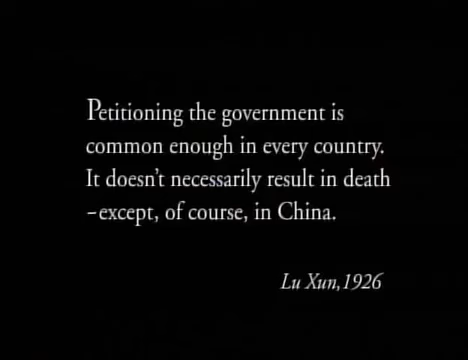 Petitioning the government is
common enough in every country.
It doesn't necessarily result in death
–except, of course, in China.
Lu Xun,1926